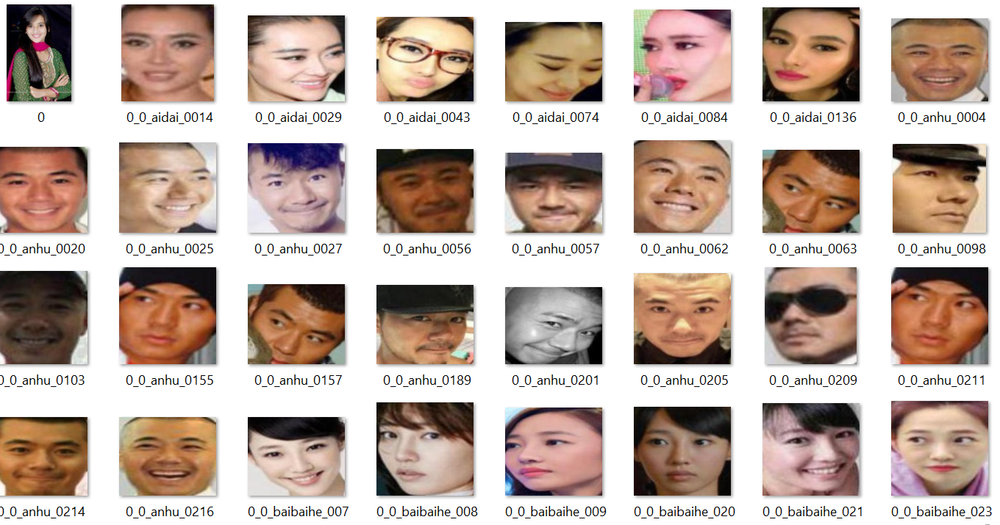 0
0_0_aidai_0014
0_0_aidai_0029
0_0_aidai_0043
0_0_aidai_0074
0_0_aidai_0084
0_0_aidai_0136
0_0_anhu_0004
0_0_anhu_0020
0_0_anhu_0025
0_0_anhu_0027
0_0_anhu_0056
0_0_anhu_0057
0_0_anhu_0062
0_0_anhu_0063
0_0_anhu_0098
0_0_anhu_0103
0_0_anhu_0155
0_0_anhu_0157
0_0_anhu_0189
0_0_anhu_0201
0_0_anhu_0205
0_0_anhu_0209
0_0_anhu_0211
0_0_anhu_0214
0_0_anhu_0216
0_0_baibaihe_007
0_0_baibaihe_008
0_0_baibaihe_009
0_0_baibaihe_020
0_0_baibaihe_021
0_0_baibaihe_023